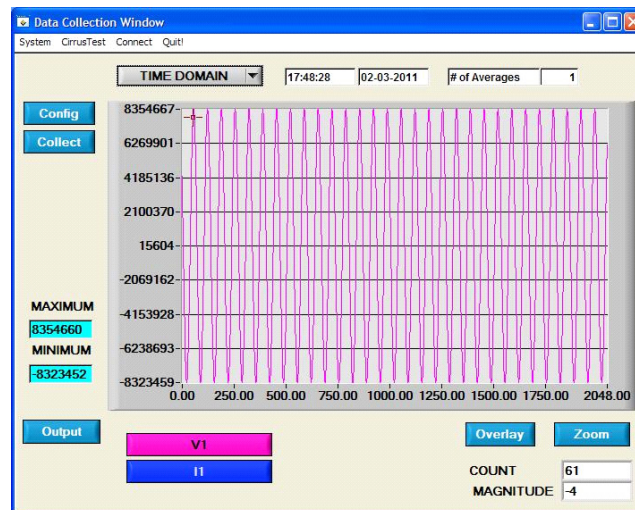 Data Collection Window
System CirrusTest Connect Quit!
TIME DOMAIN 17:48:28 02-03-2011 # of Averages 1
Config
Collect
8354667
6269901
4185136
2100370
15604
-2069162
-4153928
-6238693
-8323459
MAXIMUM
8354660
MINIMUM
-8323452
0.00 250.00 500.00 750.00 1000.00 1250.00 1500.00 1750.00 2048.00
Output
V1
I1
Overlay Zoom
COUNT 61
MAGNITUDE -4